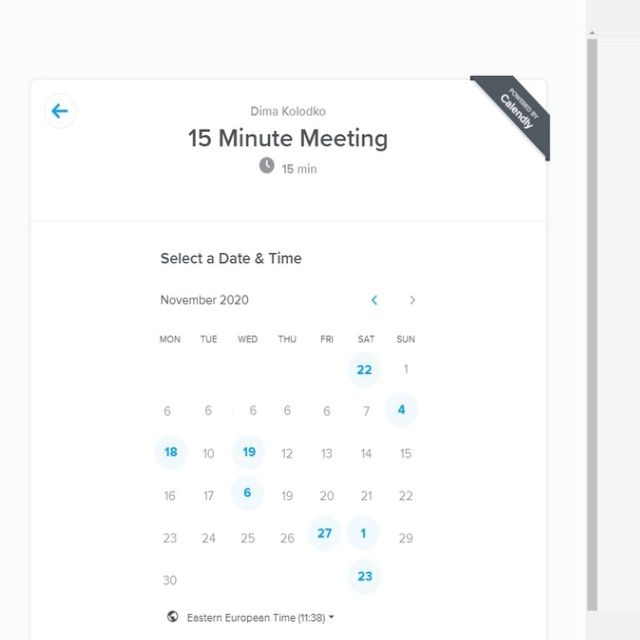 POWERED BY
Calendly
Dima Kolodko
15 Minute Meeting
15 min
Select a Date & Time
November 2020
MON TUE WED THU FRI SAT SUN
22 1
6 6 6 6 6 7 4
18 10 19 12 13 14 15
16 17 6 19 20 21 22
23 24 25 26 27 1 29
30 23
Eastern European Time (11:38)